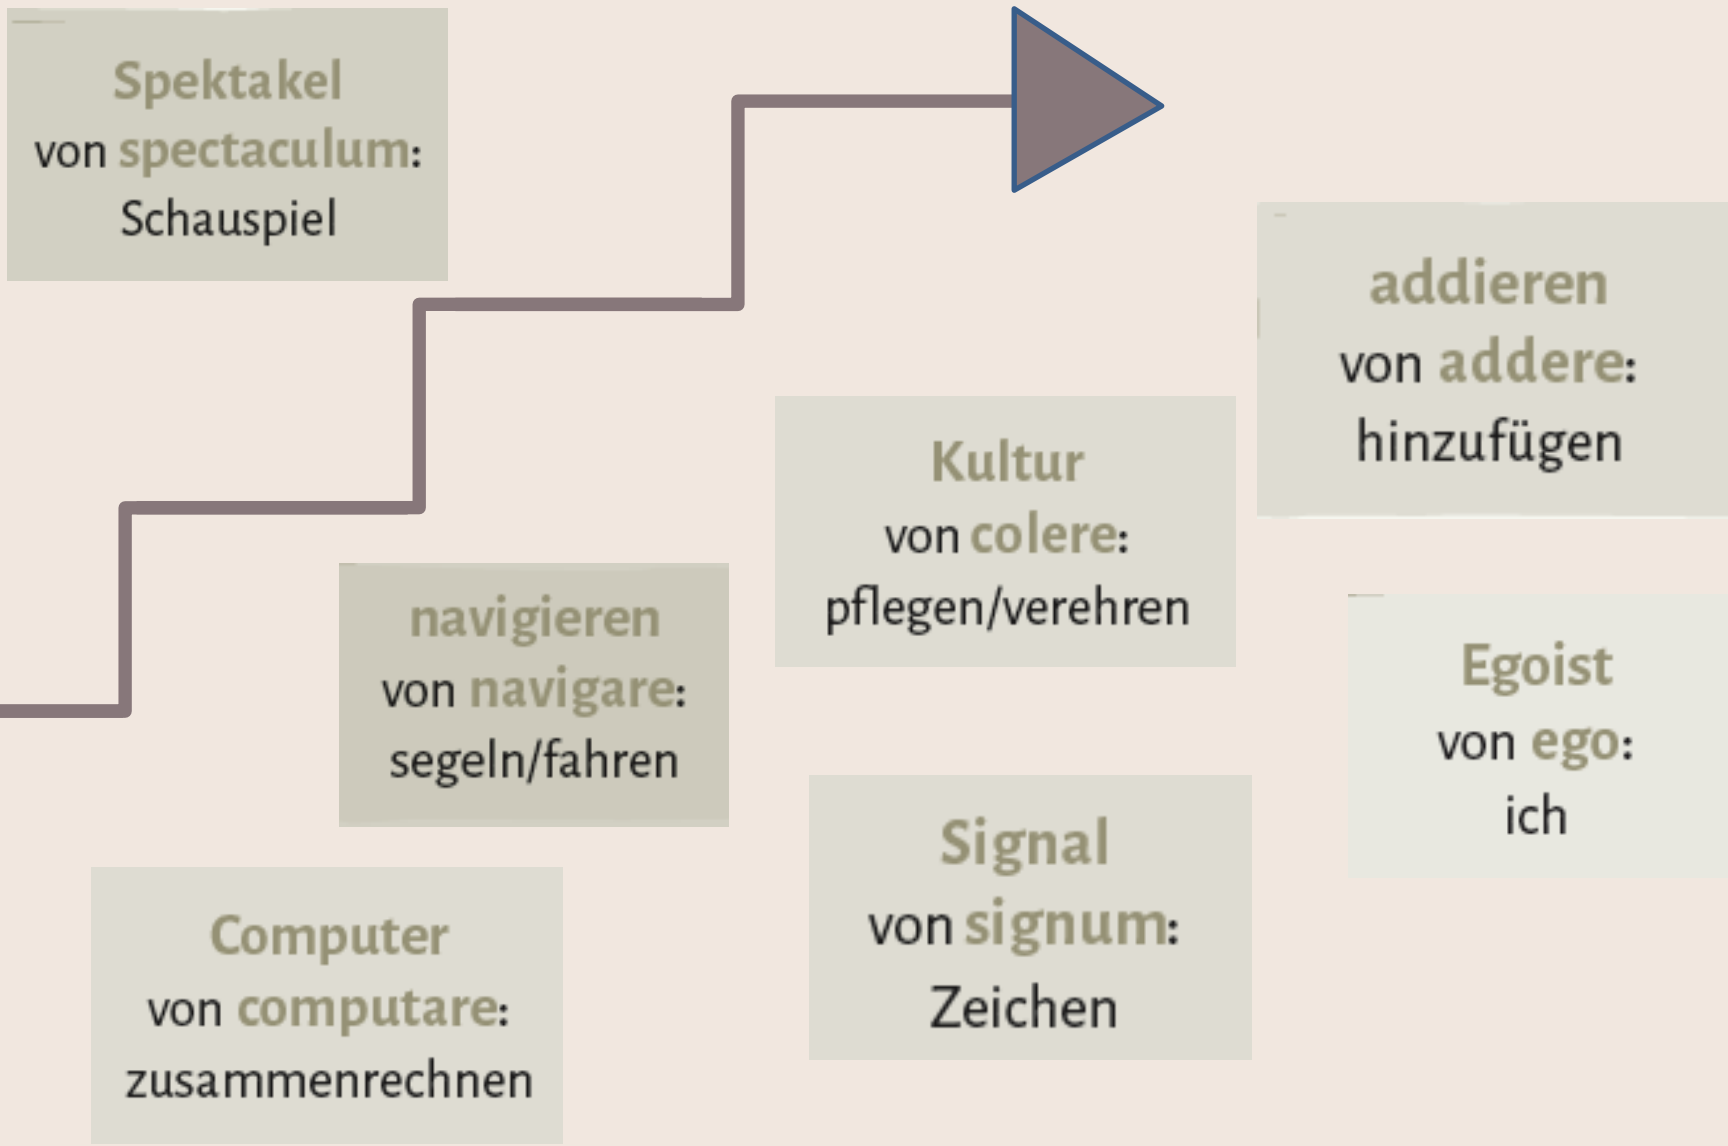 Spektakel
von spectaculum:
Schauspiel
addieren
von addere:
hinzufügen
Kultur
von colere:
pflegen/verehren
navigieren
von navigare:
segeln/fahren
Egoist
von ego:
ich
Signal
von signum:
Zeichen
Computer
von computare:
zusammenrechnen